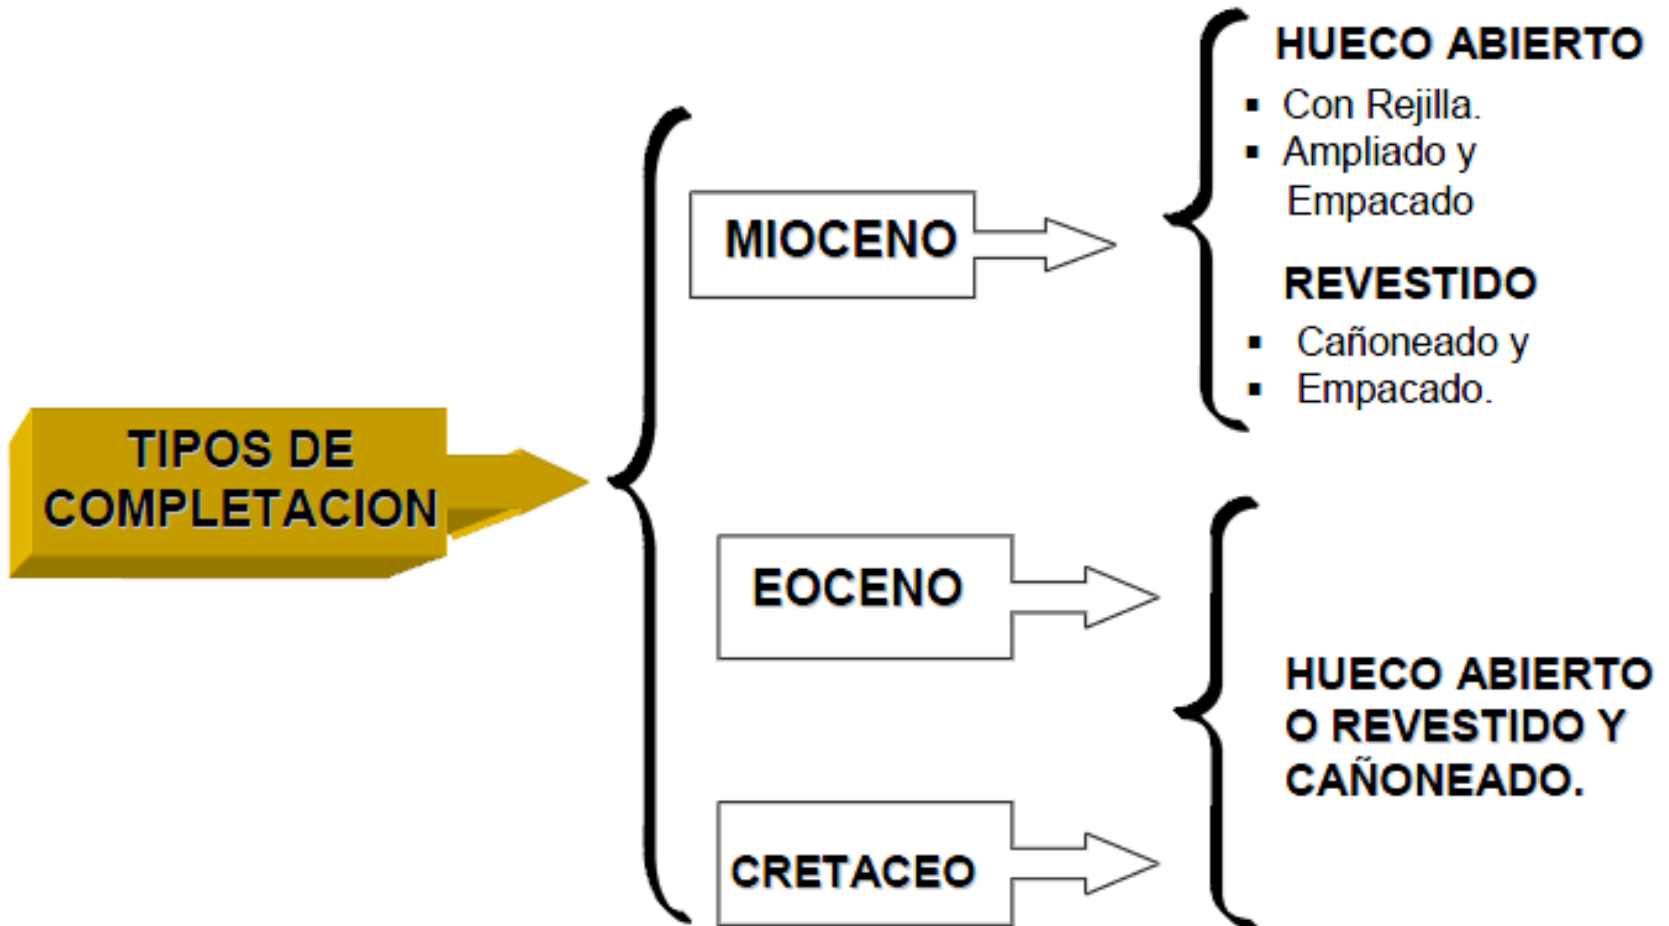 TIPOS DE
COMPLETACION
MIOCENO
HUECO ABIERTO
▪ Con Rejilla.
▪ Ampliado y
Empacado
REVESTIDO
▪ Cañoneado y
▪ Empacado.
EOCENO
CRETACEO
HUECO ABIERTO
O REVESTIDO Y
CAÑONEADO.